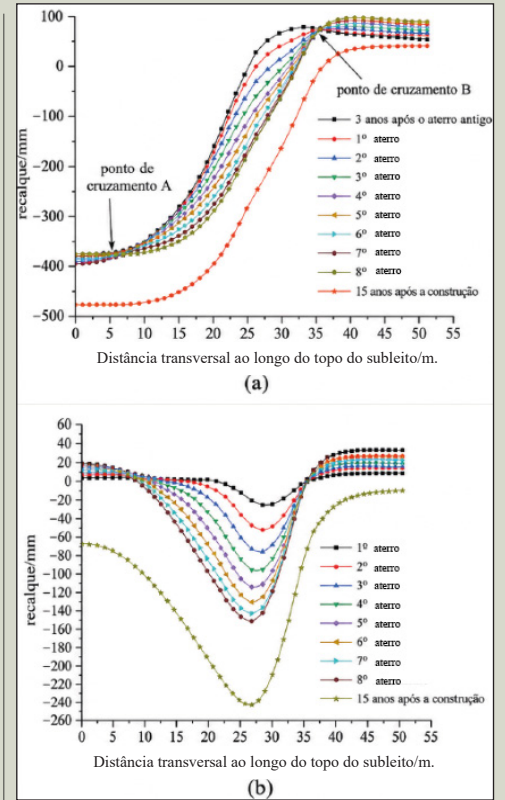 100
0
−100
−200
−300
−400
−500
recalque/mm
ponto de
cruzamento A
ponto de cruzamento B
3 anos após o aterro antigo
1º aterro
2º aterro
3º aterro
4º aterro
5º aterro
6º aterro
7º aterro
8º aterro
15 anos após a construção
0 5 10 15 20 25 30 35 40 45 50 55
Distância transversal ao longo do topo do subleito/m.
(a)
60
40
20
0
−20
−40
−60
−80
−100
−120
−140
−160
−180
−200
−220
−240
−260
recalque/mm
1º aterro
2º aterro
3º aterro
4º aterro
5º aterro
6º aterro
7º aterro
8º aterro
15 anos após a construção
0 5 10 15 20 25 30 35 40 45 50 55
Distância transversal ao longo do topo do subleito/m.
(b)